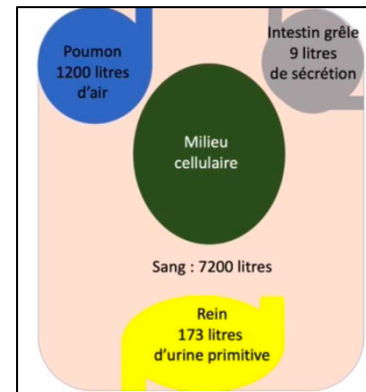 Poumon
1200 litres
d'air
Intestin grêle
9 litres
de sécrétion
Milieu
cellulaire
Sang : 7200 litres
Rein
173 litres
d'urine primitive